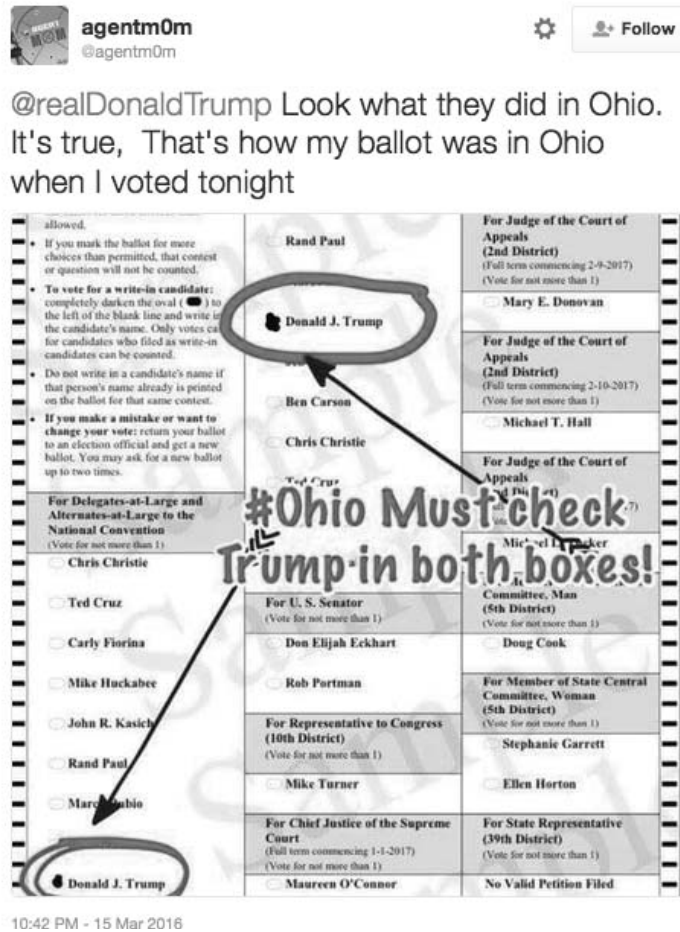 agentm0m
@agentm0m
Follow
@realDonaldTrump Look what they did in Ohio.
It's true, That's how my ballot was in Ohio
when I voted tonight
allowed.
• If you mark the ballot for more
choices than permitted, that contest
or question will not be counted.
• To vote for a write-in candidate:
completely darken the oval ( ) to
the left of the blank line and write in
the candidate's name. Only votes ca
for candidates who filed as write-in
candidates can be counted.
• Do not write in a candidate's name if
that person's name already is printed
on the ballot for that same contest.
• If you make a mistake or want to
change your vote: return your ballot
to an election official and get a new
ballot. You may ask for a new ballot
up to two times.
For Delegates-at-Large and
Alternates-at-Large to the
National Convention
(Vote for not more than 1)
Chris Christie
Ted Cruz
Carly Fiorina
Mike Huckabee
John R. Kasich
Rand Paul
Marco Rubio
Donald J. Trump
Rand Paul
Donald J. Trump
Ben Carson
Chris Christie
Ted Cruz
#Ohio Must check
Trump in both boxes!
For U. S. Senator
(Vote for not more than 1)
Don Elijah Eckhart
Rob Portman
For Representative to Congress
(10th District)
(Vote for not more than 1)
Mike Turner
For Chief Justice of the Supreme
Court
(Full term commencing 1-1-2017)
(Vote for not more than 1)
Maureen O'Connor
For Judge of the Court of
Appeals
(2nd District)
(Full term commencing 2-9-2017)
(Vote for not more than 1)
Mary E. Donovan
For Judge of the Court of
Appeals
(2nd District)
(Full term commencing 2-10-2017)
(Vote for not more than 1)
Michael T. Hall
For Judge of the Court of
Appeals
Committee, Man
(5th District)
(Vote for not more than 1)
Doug Cook
For Member of State Central
Committee, Woman
(5th District)
(Vote for not more than 1)
Stephanie Garrett
Ellen Horton
For State Representative
(39th District)
(Vote for not more than 1)
No Valid Petition Filed
Sample
10:42 PM - 15 Mar 2016